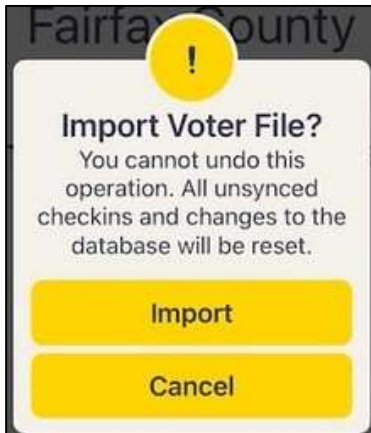 Fairfax County
!
Import Voter File?
You cannot undo this
operation. All unsynced
checkins and changes to the
database will be reset.
Import
Cancel